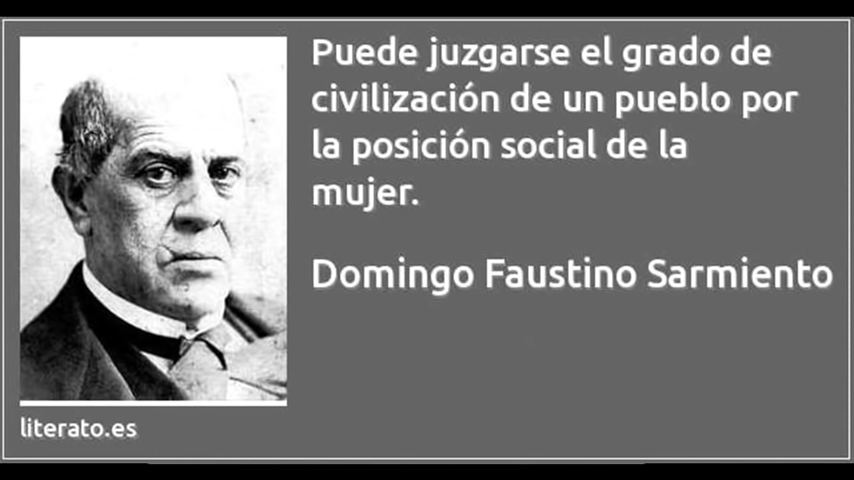 Puede juzgarse el grado de
civilización de un pueblo por
la posición social de la
mujer.
Domingo Faustino Sarmiento
literato.es